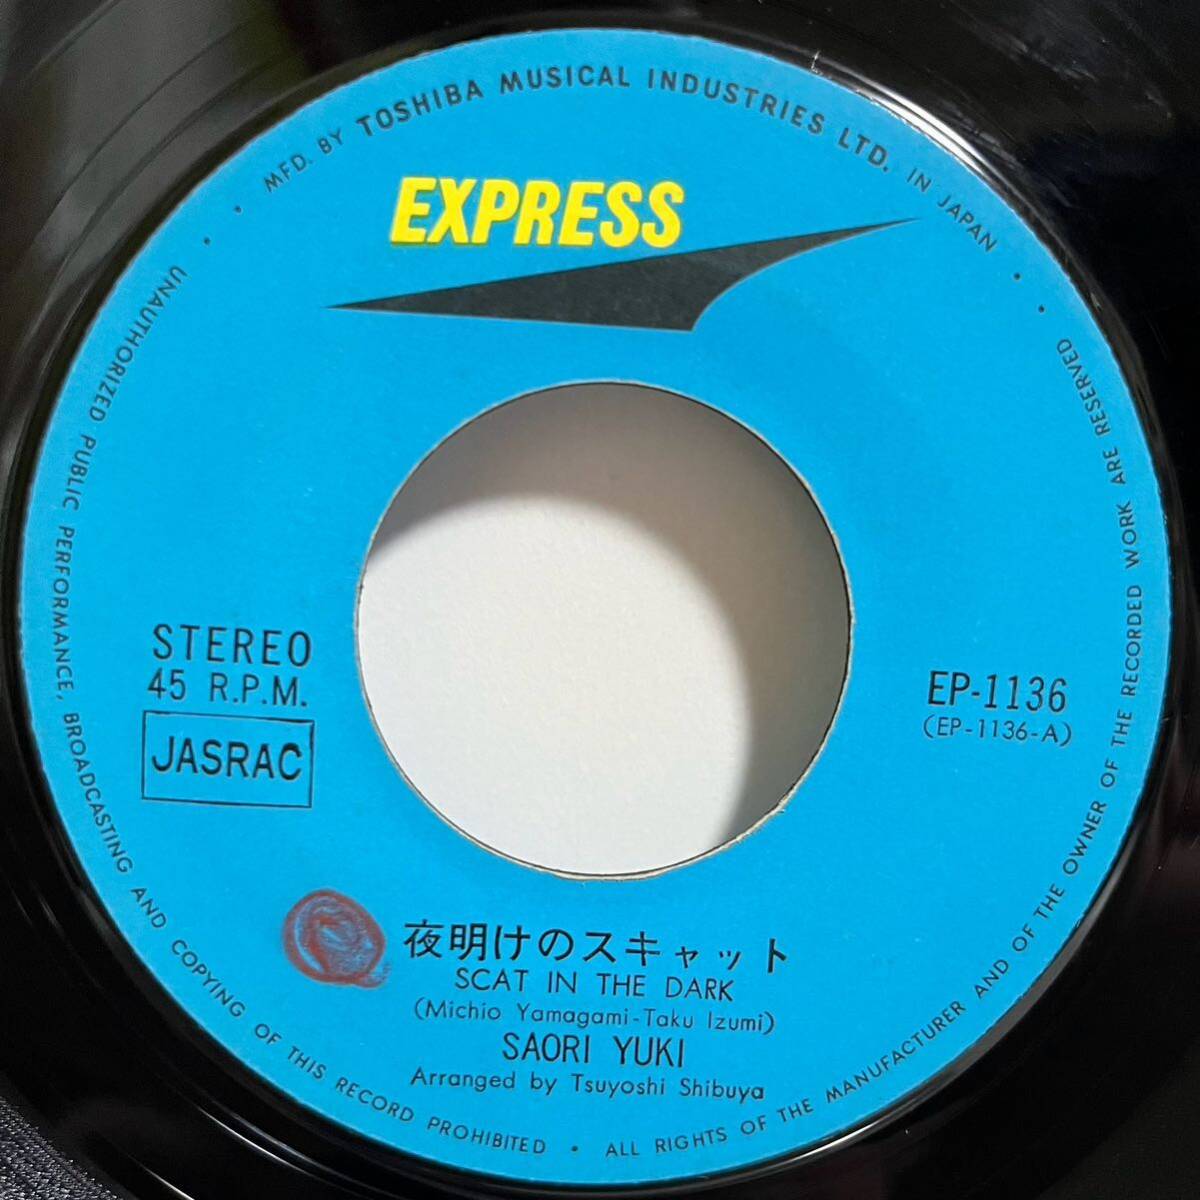 MFD. BY TOSHIBA MUSICAL INDUSTRIES LTD. IN JAPAN
EXPRESS
STEREO
45 R.P.M.
JASRAC
EP-1136
(EP-1136-A)
夜明けのスキャット
SCAT IN THE DARK
(Michio Yamagami-Taku Izumi)
SAORI YUKI
Arranged by Tsuyoshi Shibuya
UNAUTHORIZED PUBLIC PERFORMANCE, BROADCASTING AND COPYING OF THIS RECORD PROHIBITED • ALL RIGHTS OF THE MANUFACTURER AND OF THE OWNER OF THE RECORDED WORK ARE RESERVED